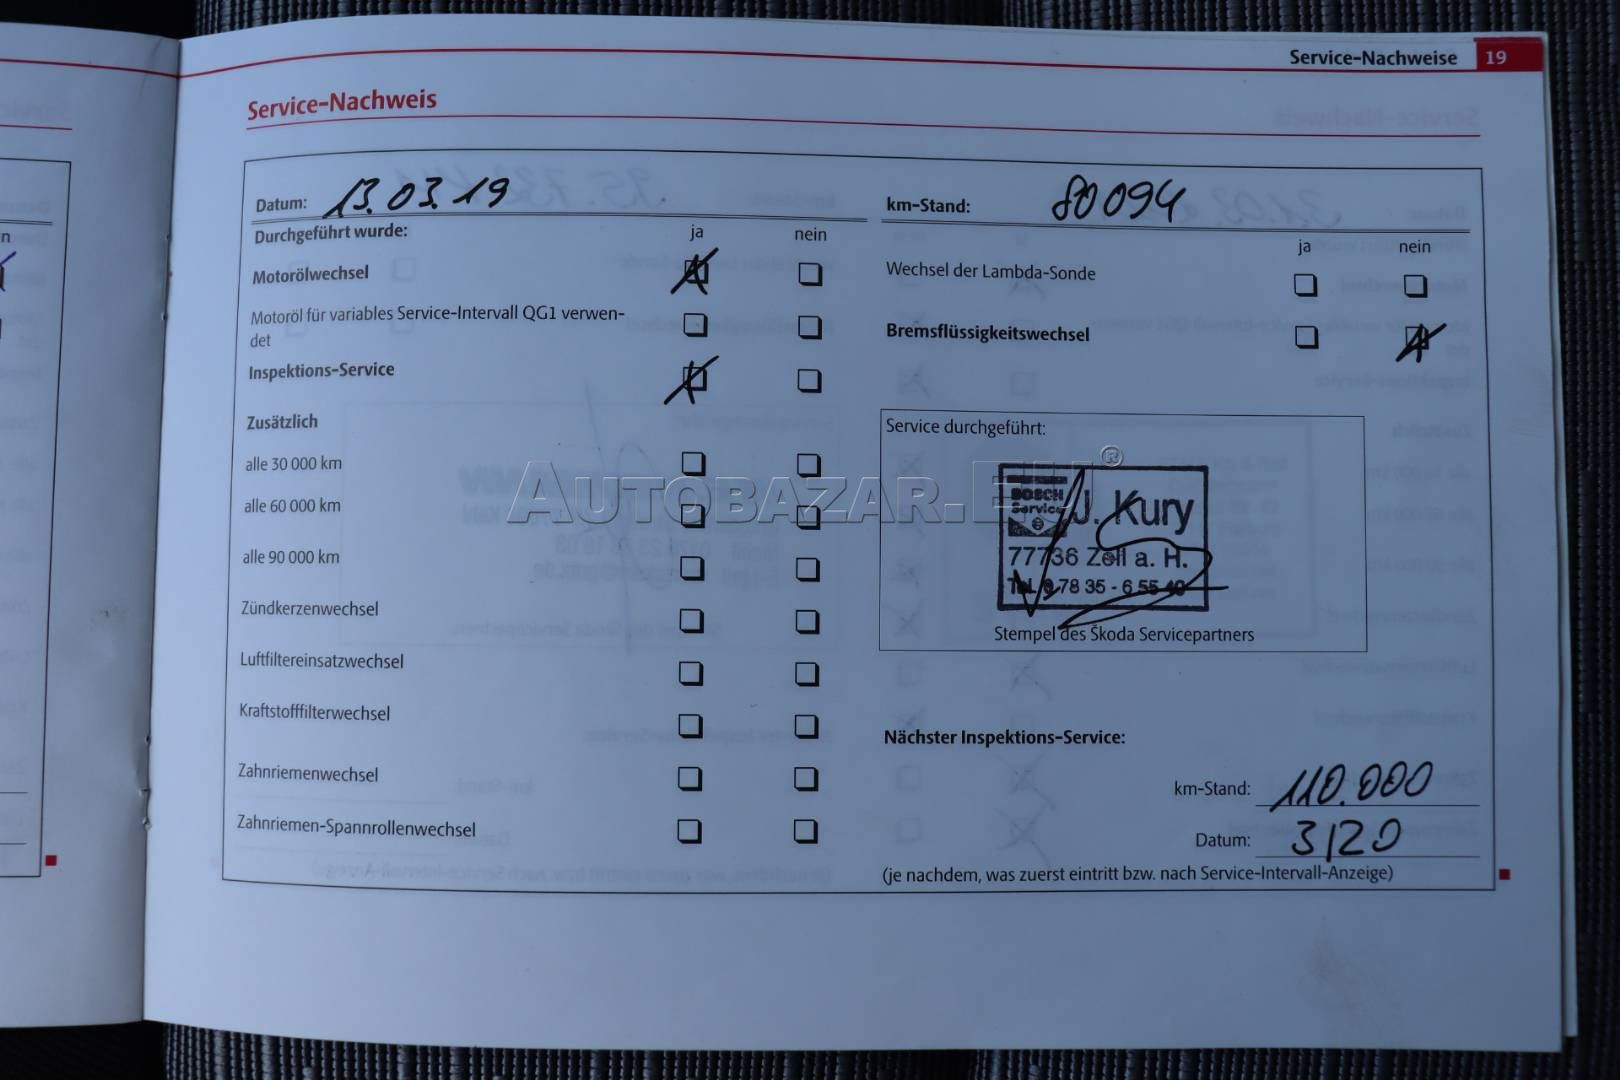 Service-Nachweise 19
Service-Nachweis
Datum: 13.03.19
km-Stand: 80094
Durchgeführt wurde: ja nein
ja nein
Motorölwechsel
Wechsel der Lambda-Sonde
Motoröl für variables Service-Intervall QG1 verwen-
det
Bremsflüssigkeitswechsel
Inspektions-Service
Zusätzlich
Service durchgeführt:
alle 30 000 km
alle 60 000 km
alle 90 000 km
AUTOBAZAR.EU®
BOSCH
Service
J. Kury
77736 Zell a. H.
Tel. 0 78 35 - 6 55 40
Stempel des Škoda Servicepartners
Zündkerzenwechsel
Luftfiltereinsatzwechsel
Kraftstofffilterwechsel
Zahnriemenwechsel
Zahnriemen-Spannrollenwechsel
Nächster Inspektions-Service:
km-Stand: 110.000
Datum: 3/20
(je nachdem, was zuerst eintritt bzw. nach Service-Intervall-Anzeige)